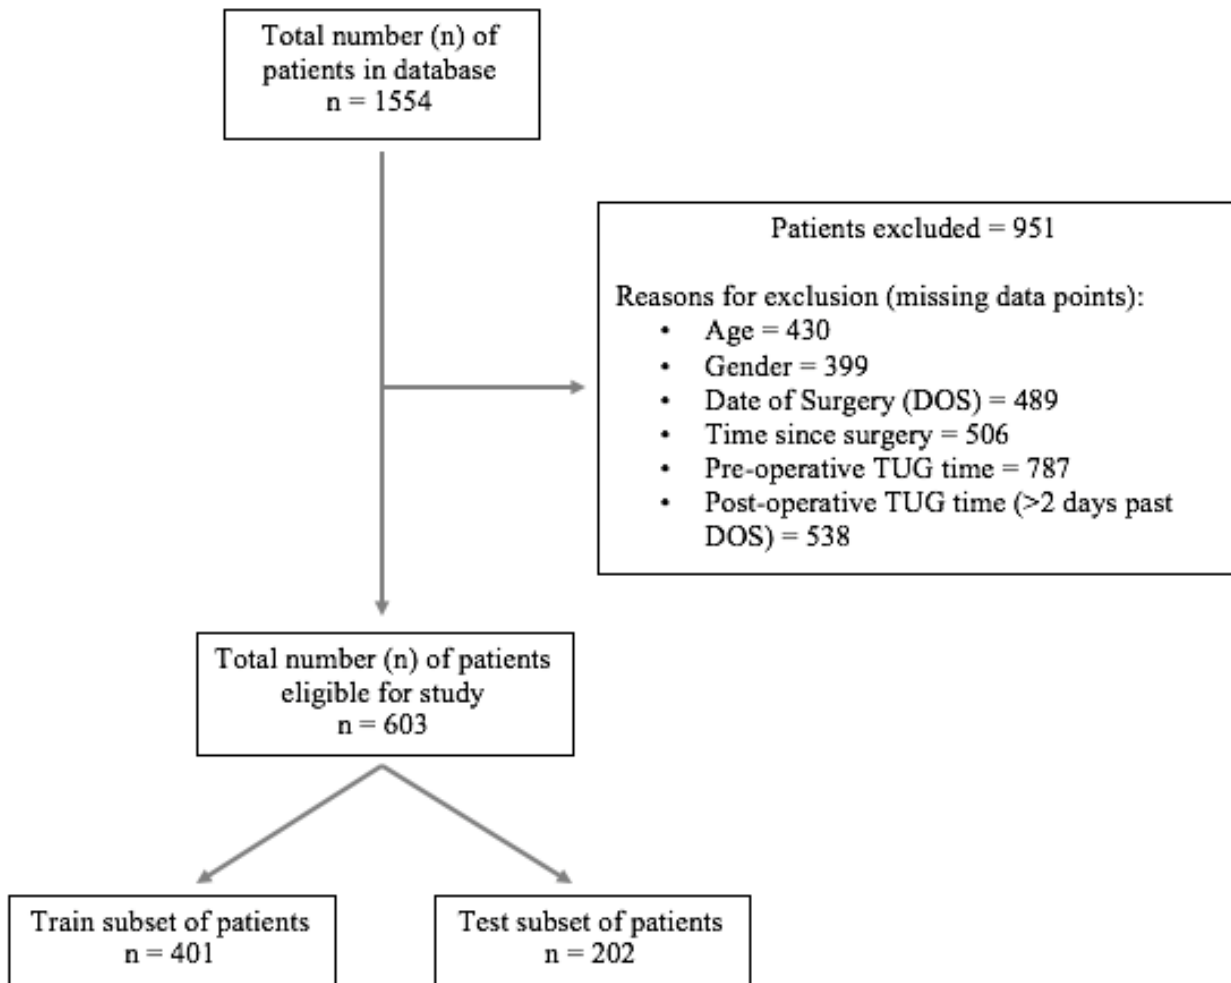 Total number (n) of
patients in database
n = 1554
Patients excluded = 951
Reasons for exclusion (missing data points):
• Age = 430
• Gender = 399
• Date of Surgery (DOS) = 489
• Time since surgery = 506
• Pre-operative TUG time = 787
• Post-operative TUG time (>2 days past
DOS) = 538
Total number (n) of patients
eligible for study
n = 603
Train subset of patients
n = 401
Test subset of patients
n = 202